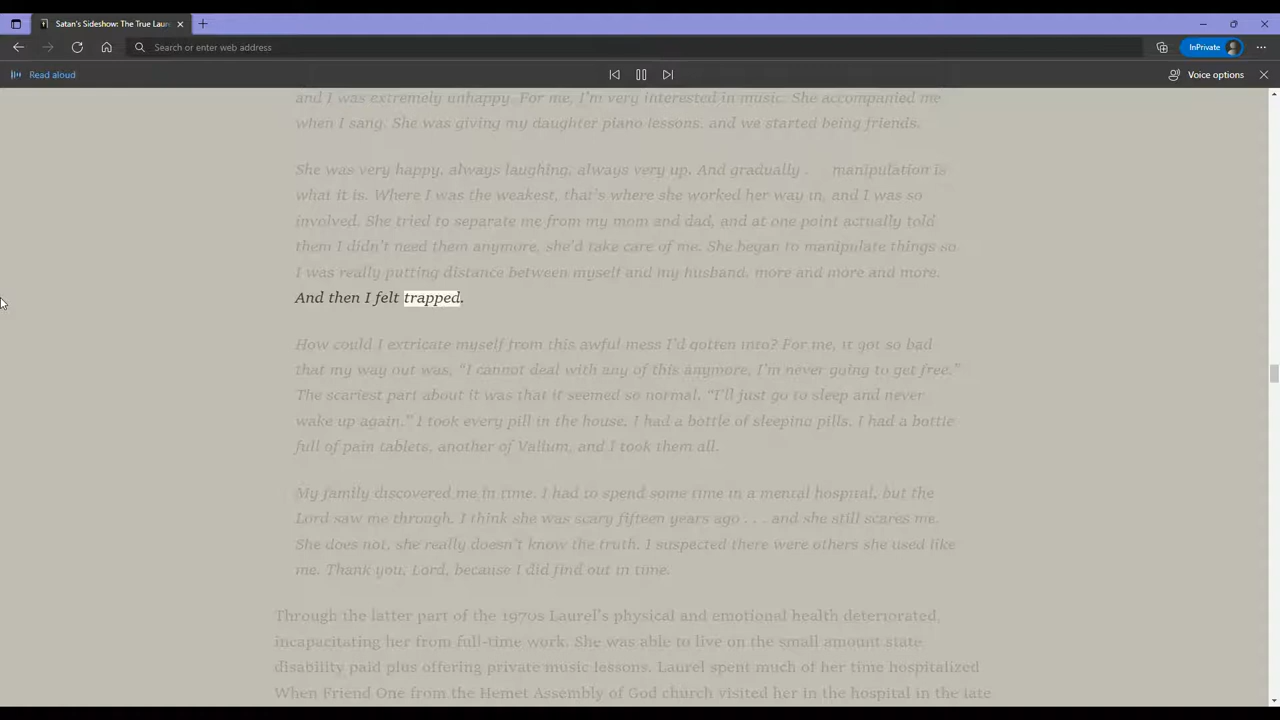 Satan's Sideshow: The True Laur
Search or enter web address
InPrivate
Read aloud
Voice options
and I was extremely unhappy. For me, I'm very interested in music. She accompanied me
when I sang. She was giving my daughter piano lessons, and we started being friends.
She was very happy, always laughing, always very up. And gradually . . manipulation is
what it is. Where I was the weakest, that's where she worked her way in, and I was so
involved. She tried to separate me from my mom and dad, and at one point actually told
them I didn't need them anymore, she'd take care of me. She began to manipulate things so
I was really putting distance between myself and my husband, more and more and more.
And then I felt trapped.
How could I extricate myself from this awful mess I'd gotten into? For me, it got so bad
that my way out was, “I cannot deal with any of this anymore, I'm never going to get free.”
The scariest part about it was that it seemed so normal. “I'll just go to sleep and never
wake up again.” I took every pill in the house. I had a bottle of sleeping pills, I had a bottle
full of pain tablets, another of Valium, and I took them all.
My family discovered me in time. I had to spend some time in a mental hospital, but the
Lord saw me through. I think she was scary fifteen years ago . . . and she still scares me.
She does not, she really doesn't know the truth. I suspected there were others she used like
me. Thank you, Lord, because I did find out in time.
Through the latter part of the 1970s Laurel's physical and emotional health deteriorated,
incapacitating her from full-time work. She was able to live on the small amount state
disability paid plus offering private music lessons. Laurel spent much of her time hospitalized
When Friend One from the Hemet Assembly of God church visited her in the hospital in the late